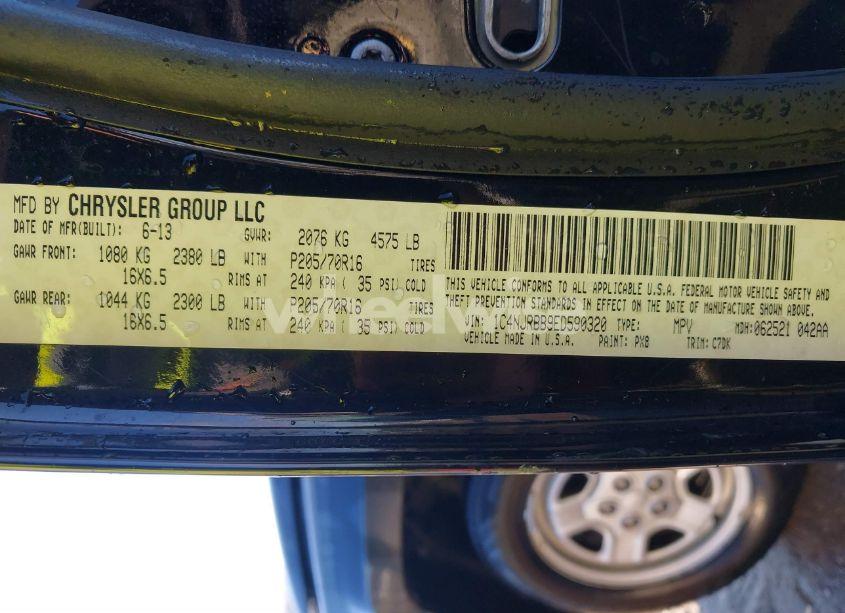 MFD BY CHRYSLER GROUP LLC
DATE OF MFR(BUILT): 6-13 GVWR: 2076 KG 4575 LB
GAWR FRONT: 1080 KG 2380 LB WITH P205/70R16 TIRES
16X6.5 RIMS AT 240 KPA ( 35 PSI) COLD
GAWR REAR: 1044 KG 2300 LB WITH P205/70R16 TIRES
16X6.5 RIMS AT 240 KPA ( 35 PSI) COLD
THIS VEHICLE CONFORMS TO ALL APPLICABLE U.S.A. FEDERAL MOTOR VEHICLE SAFETY AND
THEFT PREVENTION STANDARDS IN EFFECT ON THE DATE OF MANUFACTURE SHOWN ABOVE.
VIN: 1C4NJRBB9ED590320 TYPE: MPV MDH:062521 042AA
VEHICLE MADE IN U.S.A. PAINT: PX8 TRIM: C7DK